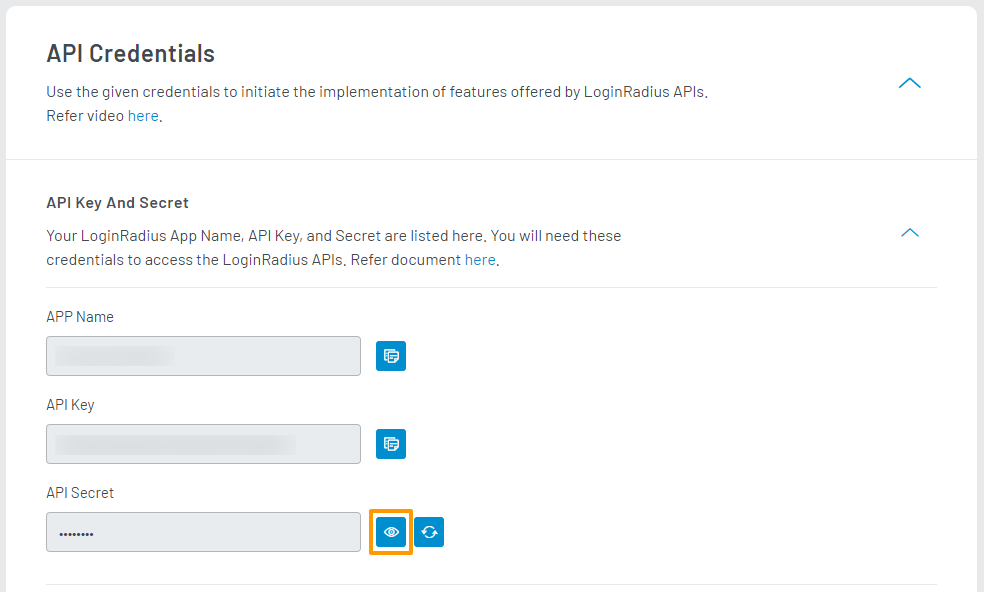 API Credentials
Use the given credentials to initiate the implementation of features offered by LoginRadius APIs.
Refer video here.
API Key And Secret
Your LoginRadius App Name, API Key, and Secret are listed here. You will need these
credentials to access the LoginRadius APIs. Refer document here.
APP Name
API Key
API Secret
••••••••